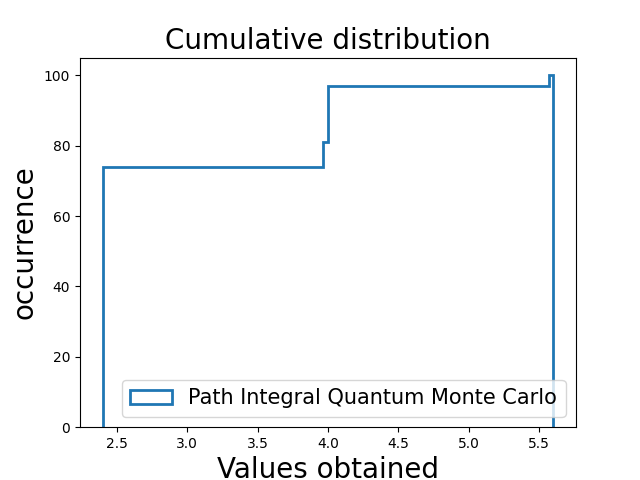 Cumulative distribution
occurrence
100
80
60
40
20
0
Path Integral Quantum Monte Carlo
2.5 3.0 3.5 4.0 4.5 5.0 5.5
Values obtained